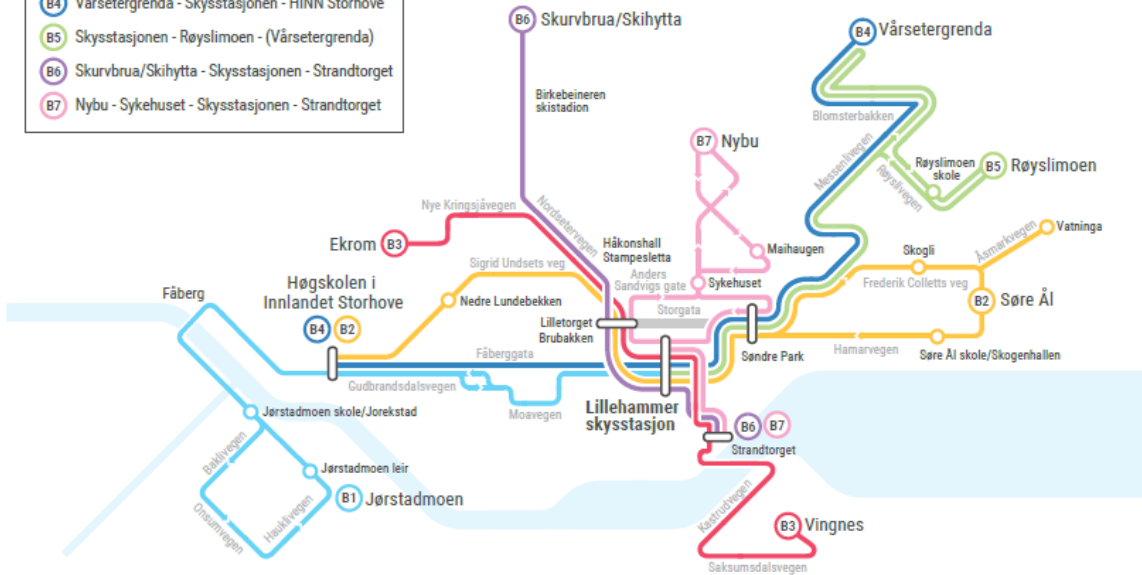 B4 Vårsetergrenda - Skysstasjonen - HINN Storhove
B5 Skysstasjonen - Røyslimoen - (Vårsetergrenda)
B6 Skurvbrua/Skihytta - Skysstasjonen - Strandtorget
B7 Nybu - Sykehuset - Skysstasjonen - Strandtorget
B6 Skurvbrua/Skihytta
B4 Vårsetergrenda
Birkebeineren
skistadion
Blomsterbakken
B7 Nybu
Messenlivegen
Røyslimoen
skole
B5 Røyslimoen
Røyslivegen
Nye Kringsjåvegen
Nordsetervegen
Ekrom B3
Håkonshall
Stampesletta
Maihaugen
Skogli
Åsmarkvegen
Vatninga
Sigrid Undsets veg
Anders
Sandvigs gate
Sykehuset
Frederik Colletts veg
Høgskolen i
Innlandet Storhove
B4 B2
Fåberg
Nedre Lundebekken
Storgata
B2 Søre Ål
Lilletorget
Brubakken
Fåberggata
Søndre Park
Hamarvegen
Søre Ål skole/Skogenhallen
Gudbrandsdalsvegen
Moavegen
Lillehammer
skysstasjon
Jørstadmoen skole/Jorekstad
B6 B7
Strandtorget
Baklivegen
Jørstadmoen leir
B1 Jørstadmoen
Onsumvegen
Hauklivegen
Kastrudvegen
B3 Vingnes
Saksumsdalsvegen